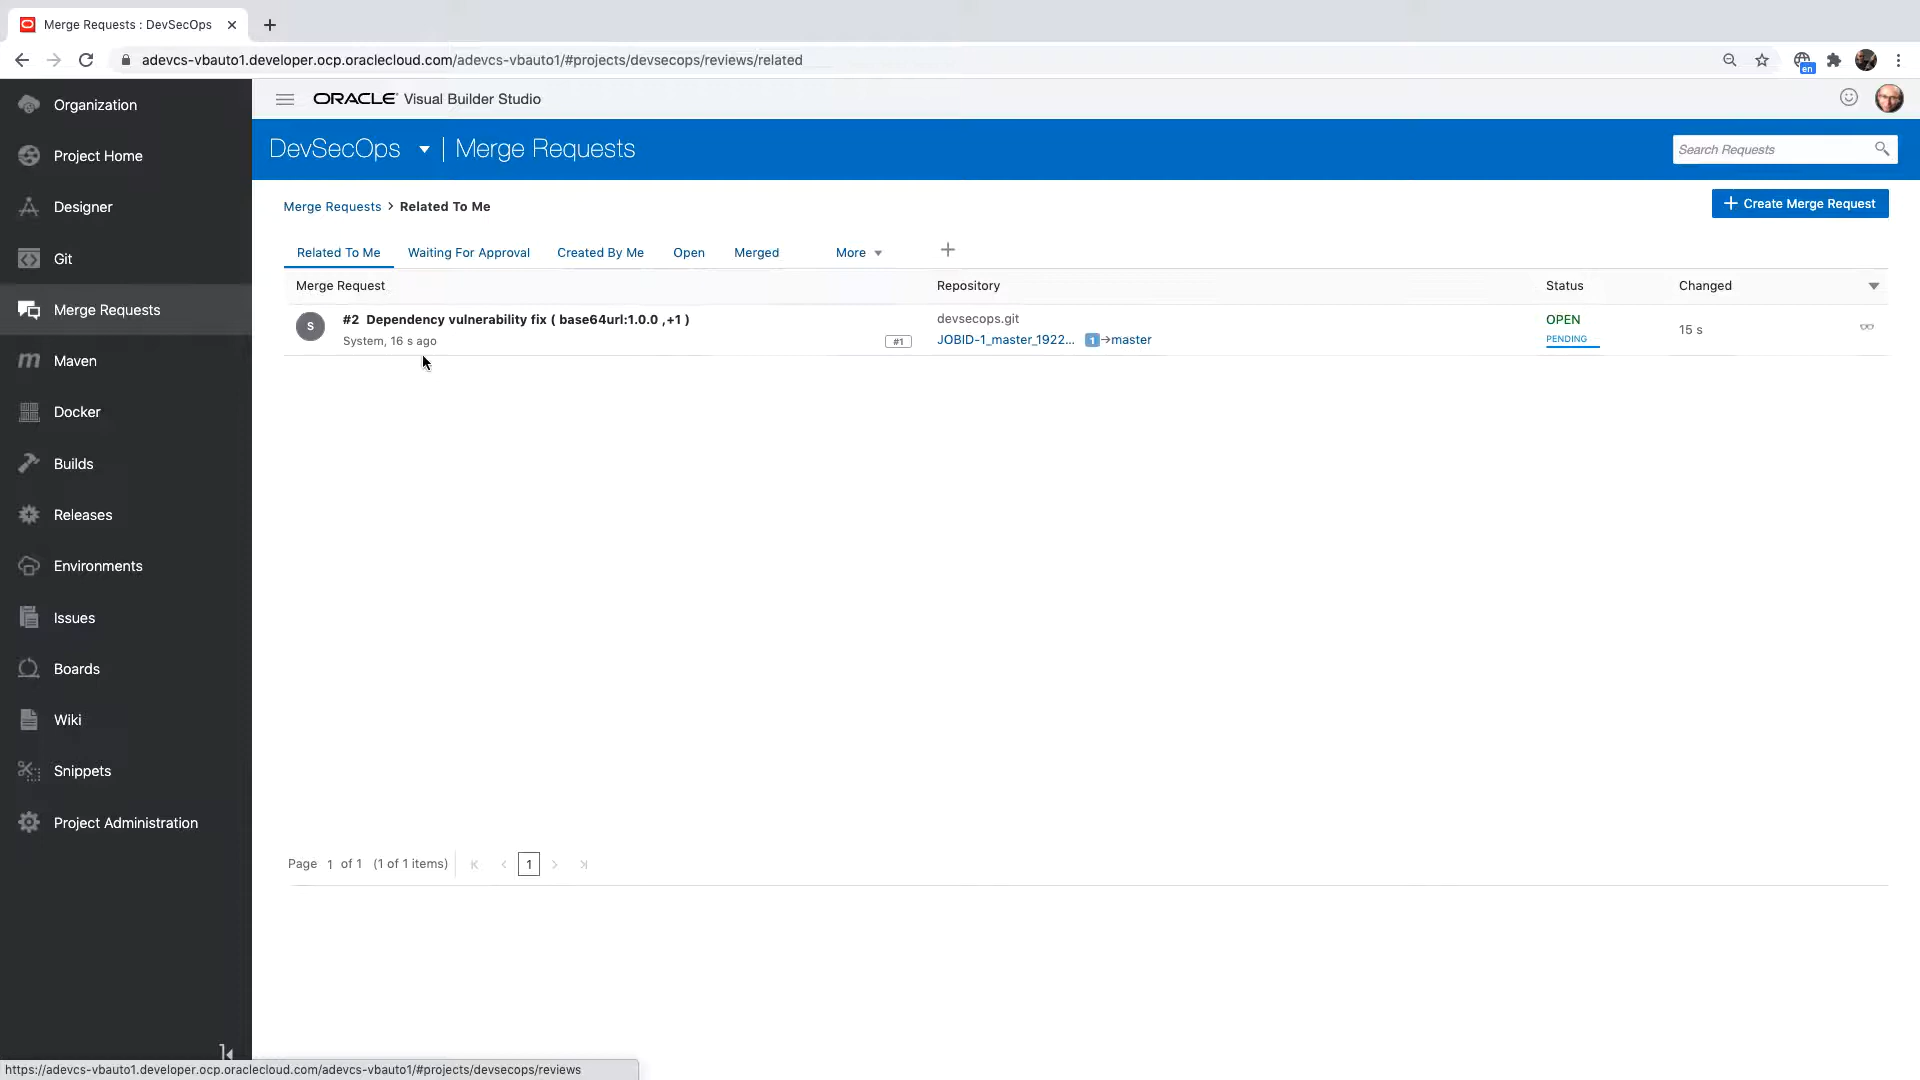 Merge Requests : DevSecOps
adevcs-vbauto1.developer.ocp.oraclecloud.com/adevcs-vbauto1/#projects/devsecops/reviews/related
en
Organization
Project Home
Designer
Git
Merge Requests
Maven
Docker
Builds
Releases
Environments
Issues
Boards
Wiki
Snippets
Project Administration
ORACLE Visual Builder Studio
DevSecOps | Merge Requests
Search Requests
Merge Requests > Related To Me
+ Create Merge Request
Related To Me Waiting For Approval Created By Me Open Merged More
Merge Request Repository Status Changed
S
#2 Dependency vulnerability fix ( base64url:1.0.0 ,+1 )
System, 16 s ago
#1
devsecops.git
JOBID-1_master_1922... 1 →master
OPEN
PENDING
15 s
Page 1 of 1 (1 of 1 items) 1
https://adevcs-vbauto1.developer.ocp.oraclecloud.com/adevcs-vbauto1/#projects/devsecops/reviews